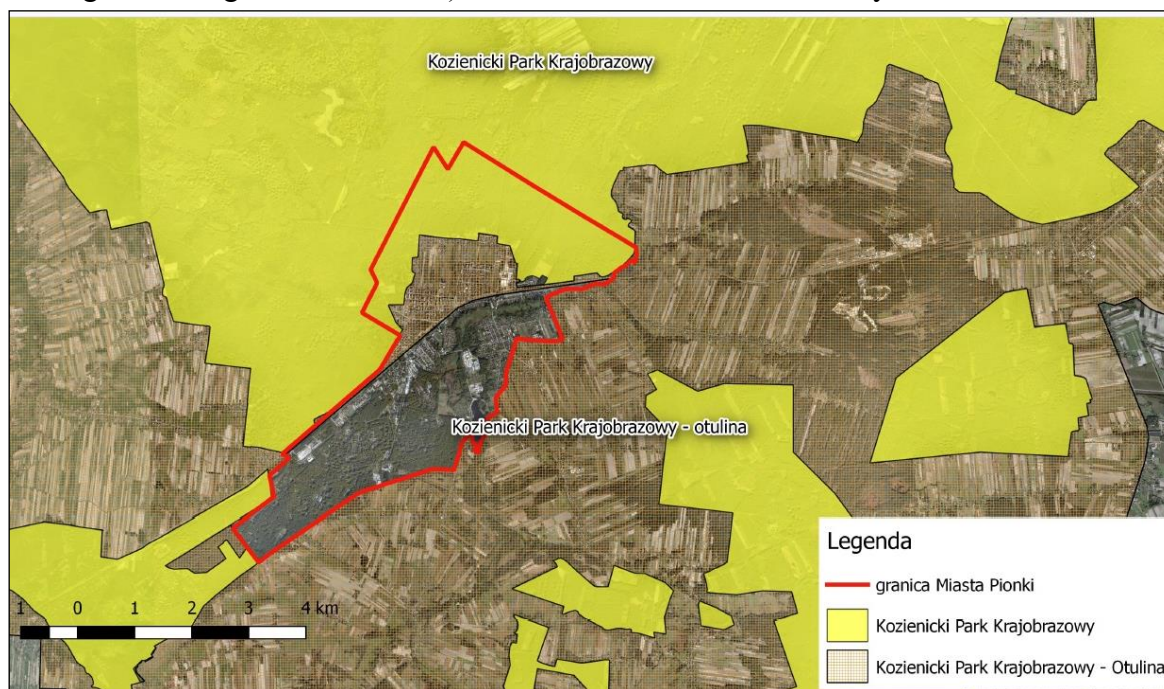 Kozienicki Park Krajobrazowy
Kozienicki Park Krajobrazowy - otulina
Legenda
granica Miasta Pionki
Kozienicki Park Krajobrazowy
Kozienicki Park Krajobrazowy - Otulina
1 0 1 2 3 4 km